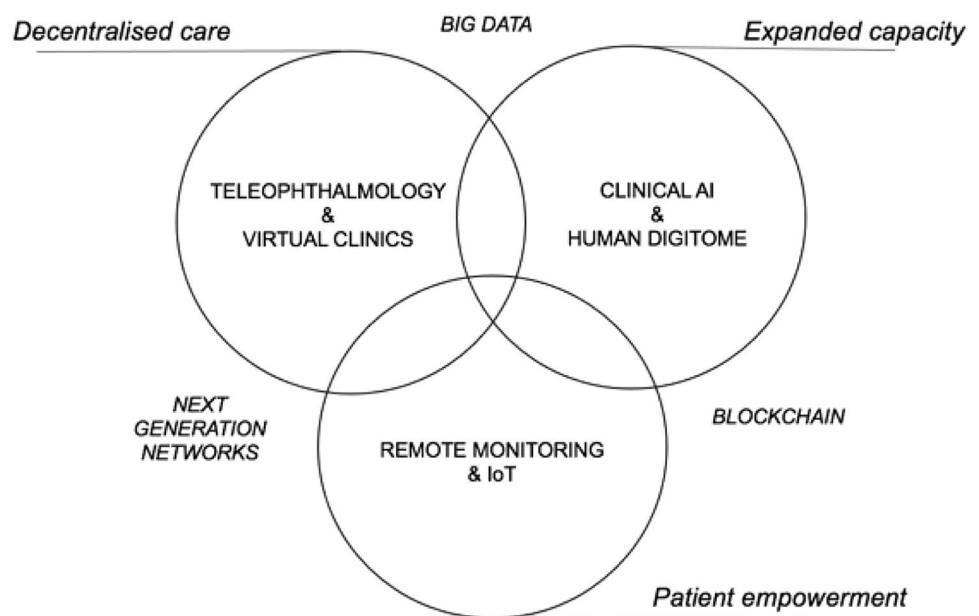 Decentralised care
BIG DATA
Expanded capacity
TELEOPHTHALMOLOGY
&
VIRTUAL CLINICS
CLINICAL AI
&
HUMAN DIGITOME
NEXT
GENERATION
NETWORKS
BLOCKCHAIN
REMOTE MONITORING
& IoT
Patient empowerment